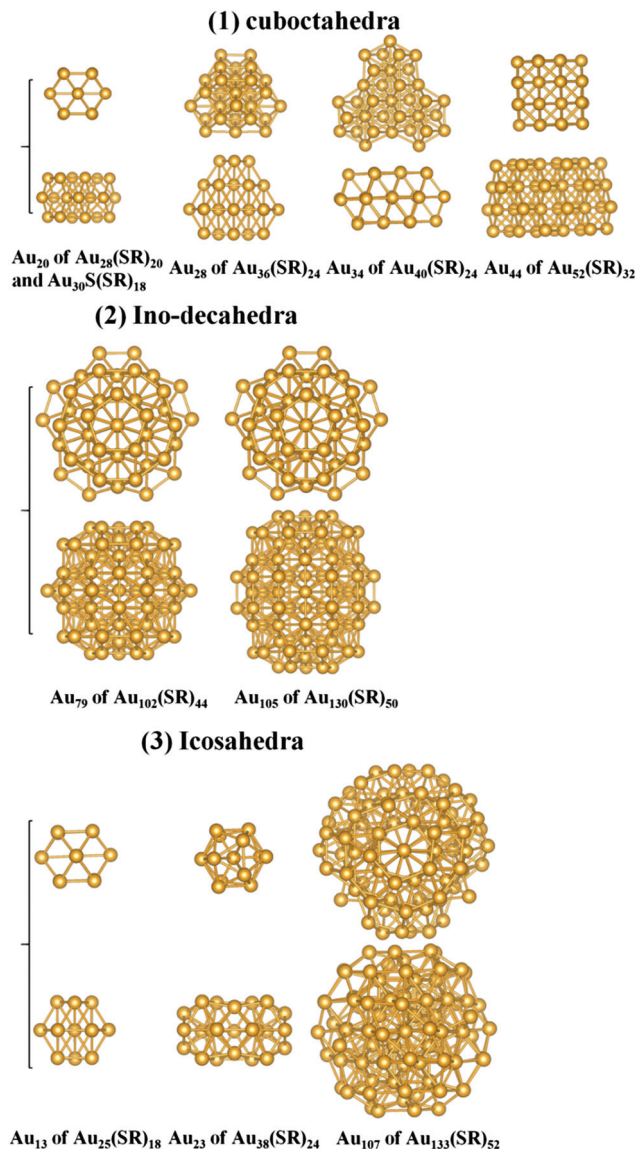 (1) cuboctahedra
Au₂₀ of Au₂₈(SR)₂₀
and Au₃₀S(SR)₁₈
Au₂₈ of Au₃₆(SR)₂₄
Au₃₄ of Au₄₀(SR)₂₄
Au₄₄ of Au₅₂(SR)₃₂
(2) Ino-decahedra
Au₇₉ of Au₁₀₂(SR)₄₄
Au₁₀₅ of Au₁₃₀(SR)₅₀
(3) Icosahedra
Au₁₃ of Au₂₅(SR)₁₈
Au₂₃ of Au₃₈(SR)₂₄
Au₁₀₇ of Au₁₃₃(SR)₅₂